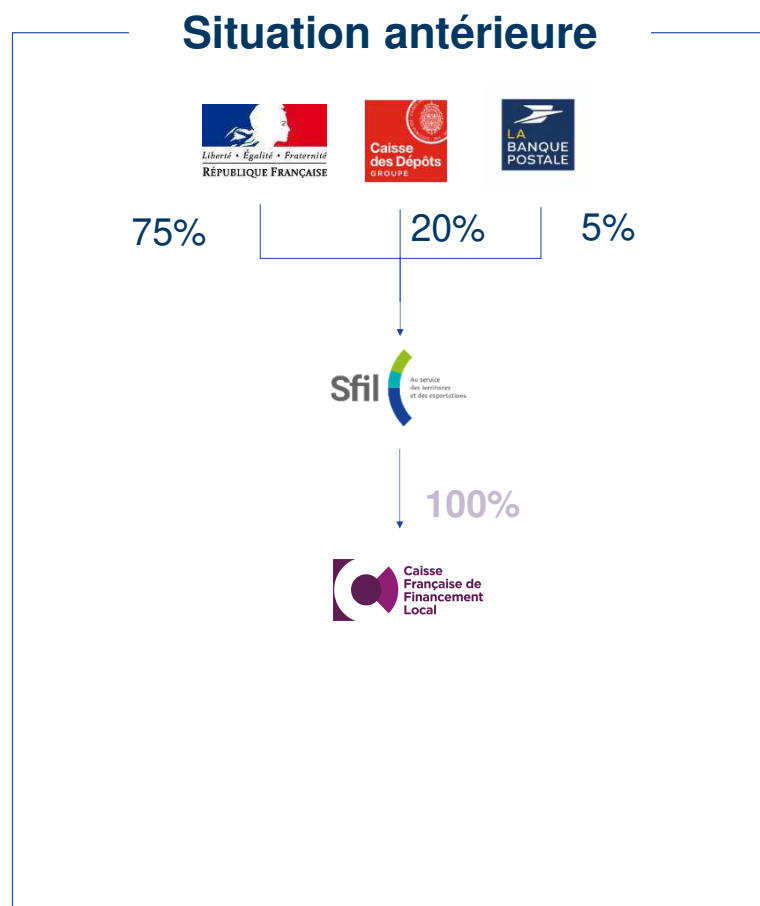 Situation antérieure
Liberté • Égalité • Fraternité
RÉPUBLIQUE FRANÇAISE
Caisse
des Dépôts
GROUPE
LA
BANQUE
POSTALE
75%
20%
5%
Sfil
Au service
des territoires
et des exportations
100%
Caisse
Française de
Financement
Local